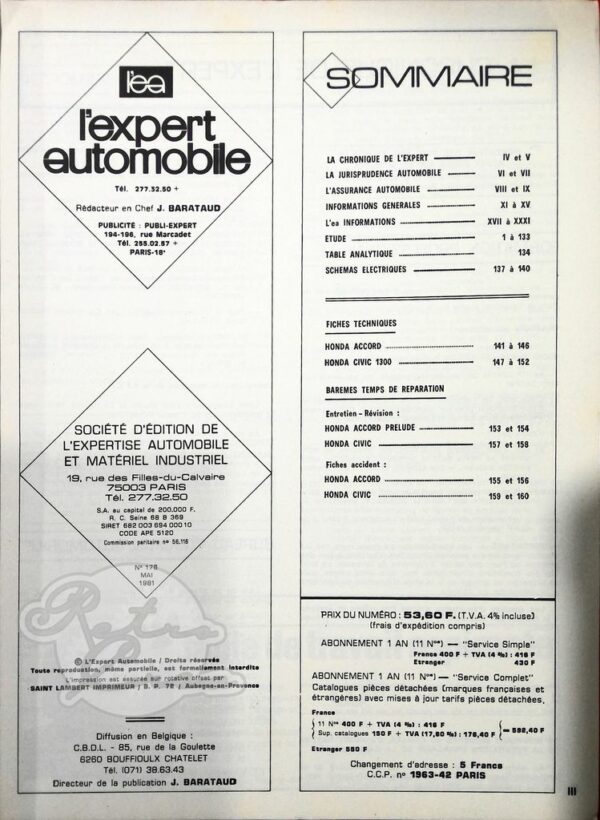 l'ea
l'expert
automobile
Tél. 277.52.50 +
Rédacteur en Chef J. BARATAUD
PUBLICITE : PUBLI-EXPERT
194-196, rue Marcadet
Tél. 255.02.57 +
PARIS-18e
SOCIÉTÉ D'ÉDITION DE
L'EXPERTISE AUTOMOBILE
ET MATÉRIEL INDUSTRIEL
19, rue des Filles-du-Calvaire
75003 PARIS
Tél. 277.32.50
S.A. au capital de 200.000 F.
R. C. Seine 68 B 369
SIRET 682 003 694 000 10
CODE APE 5120
Commission paritaire no 56.116
N° 176
MAI
1981
Retro
© L'Expert Automobile / Droits réservés
Toute reproduction, même partielle, est formellement interdite
L'impression est assurée sur rotative offset par
SAINT LAMBERT IMPRIMEUR / B. P. 72 / Aubagne-en-Provence
Diffusion en Belgique :
C.B.D.L. - 85, rue de la Goulette
6260 BOUFFIOULX CHATELET
Tél. (071) 38.63.43
Directeur de la publication J. BARATAUD
SOMMAIRE
LA CHRONIQUE DE L'EXPERT IV et V
LA JURISPRUDENCE AUTOMOBILE VI et VII
L'ASSURANCE AUTOMOBILE VIII et IX
INFORMATIONS GENERALES XI à XV
L'ea INFORMATIONS XVII à XXXI
ETUDE 1 à 133
TABLE ANALYTIQUE 134
SCHEMAS ELECTRIQUES 137 à 140
FICHES TECHNIQUES
HONDA ACCORD 141 à 146
HONDA CIVIC 1300 147 à 152
BAREMES TEMPS DE REPARATION
Entretien - Révision :
HONDA ACCORD PRELUDE 153 et 154
HONDA CIVIC 157 et 158
Fiches accident :
HONDA ACCORD 155 et 156
HONDA CIVIC 159 et 160
PRIX DU NUMÉRO : 53,60 F. (T.V.A. 4% incluse)
(frais d'expédition compris)
ABONNEMENT 1 AN (11 Nos) — "Service Simple"
France 400 F + TVA (4 %) : 416 F
Etranger 430 F
ABONNEMENT 1 AN (11 Nos) — "Service Complet"
Catalogues pièces détachées (marques françaises et
étrangères) avec mises à jour tarifs pièces détachées.
France
11 Nos 400 F + TVA (4 %) : 416 F
Sup. catalogues 150 F + TVA (17,60 %) : 176,40 F = 592,40 F
Etranger 580 F
Changement d'adresse : 5 Francs
C.C.P. no 1963-42 PARIS
III